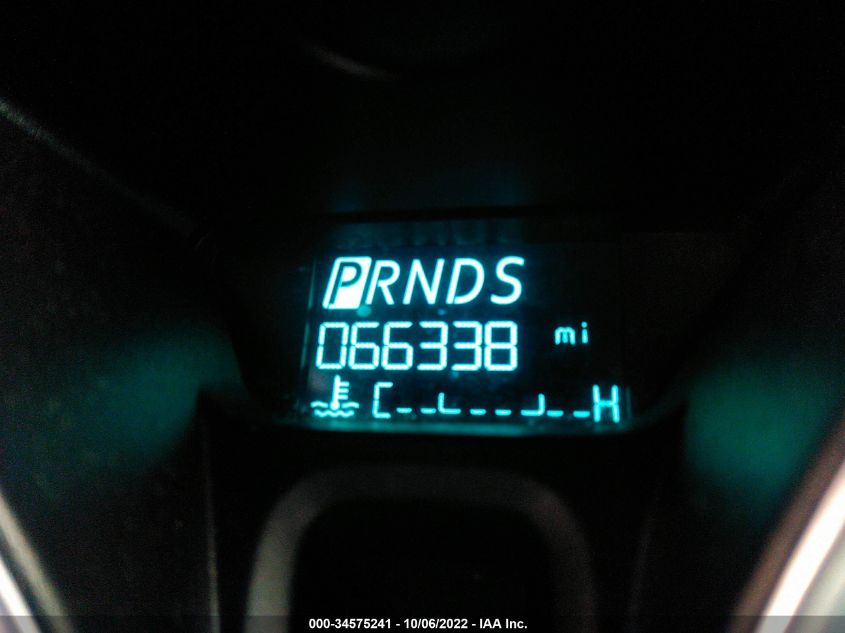 PRNDS
066338 mi
C H
000-34575241 - 10/06/2022 - IAA Inc.